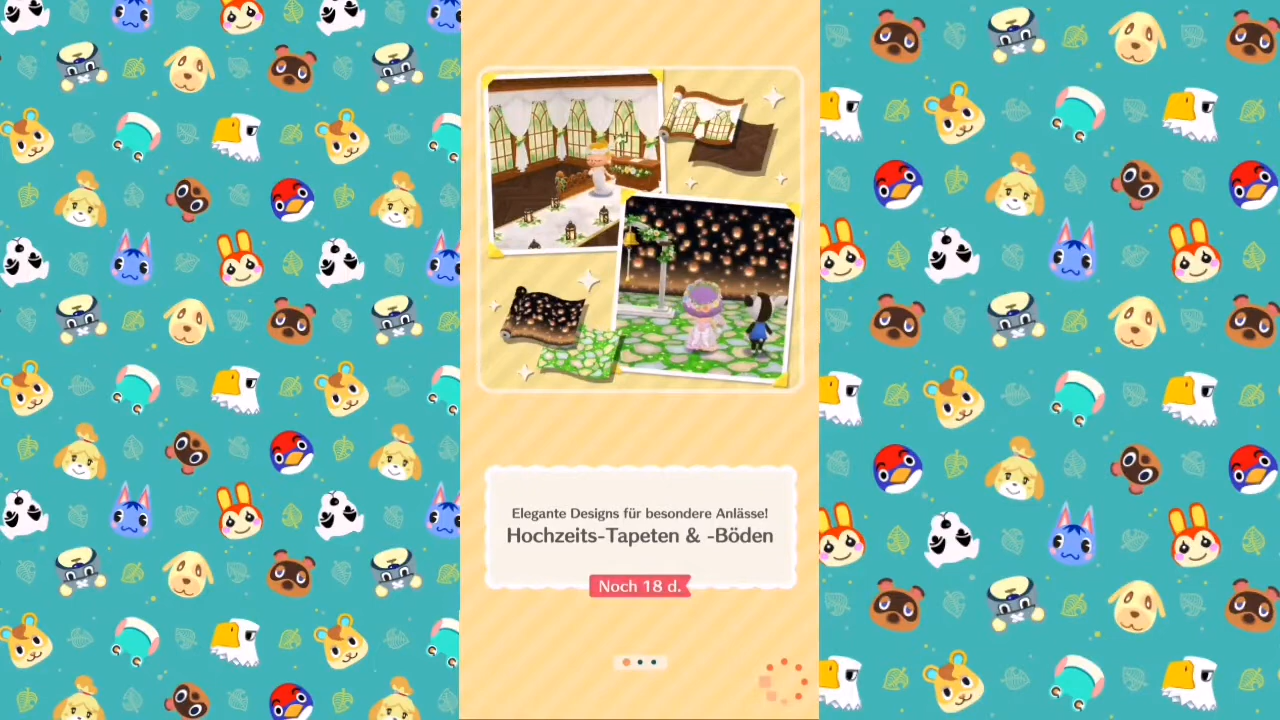 Elegante Designs für besondere Anlässe!
Hochzeits-Tapeten & -Böden
Noch 18 d.